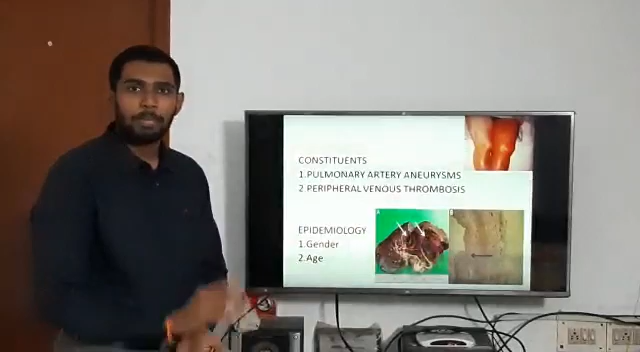 CONSTITUENTS
1.PULMONARY ARTERY ANEURYSMS
2 PERIPHERAL VENOUS THROMBOSIS
EPIDEMIOLOGY
1.Gender
2.Age